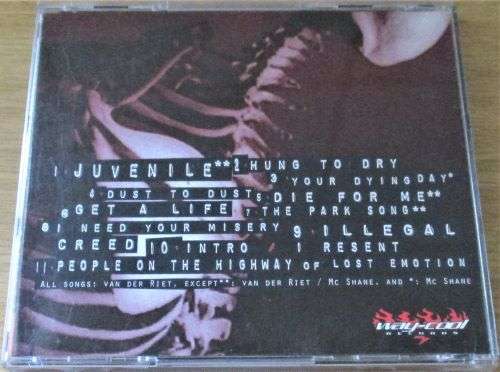 1 JUVENILE** 2 HUNG TO DRY
3 YOUR DYINGDAY*
4 DUST TO DUST 5 DIE FOR ME**
6 GET A LIFE 7 THE PARK SONG**
8 I NEED YOUR MISERY 9 ILLEGAL
CREED 10 INTRO I RESENT
11 PEOPLE ON THE HIGHWAY OF LOST EMOTION
ALL SONGS: VAN DER RIET, EXCEPT**: VAN DER RIET / MC SHANE, AND *: MC SHANE
way-cool
RECORDS